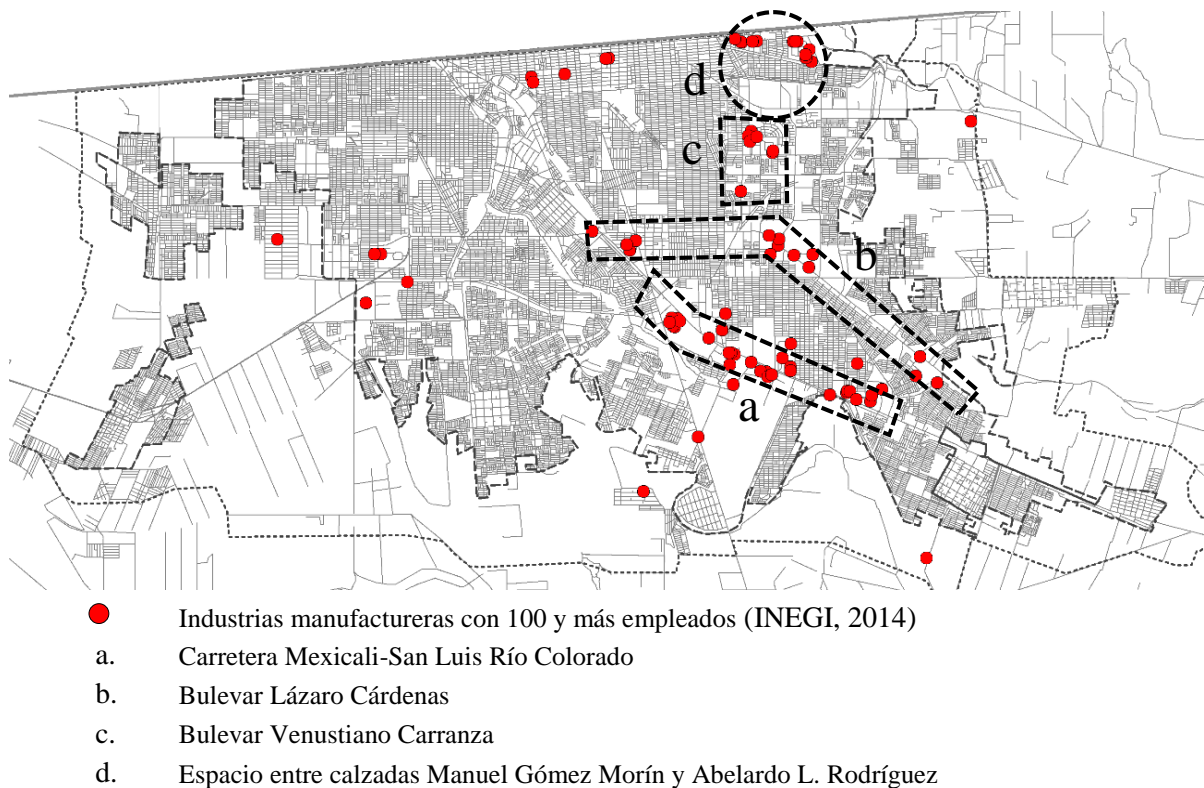 d
c
b
a
Industrias manufactureras con 100 y más empleados (INEGI, 2014)
a. Carretera Mexicali-San Luis Río Colorado
b. Bulevar Lázaro Cárdenas
c. Bulevar Venustiano Carranza
d. Espacio entre calzadas Manuel Gómez Morín y Abelardo L. Rodríguez